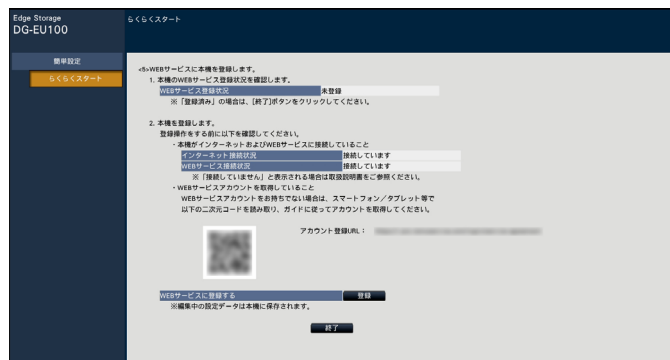 Edge Storage
DG-EU100
らくらくスタート
簡単設定
らくらくスタート
<5>WEBサービスに本機を登録します。
1. 本機のWEBサービス登録状況を確認します。
WEBサービス登録状況 未登録
※「登録済み」の場合は、[終了]ボタンをクリックしてください。
2. 本機を登録します。
登録操作をする前に以下を確認してください。
・本機がインターネットおよびWEBサービスに接続していること
インターネット接続状況 接続しています
WEBサービス接続状況 接続しています
※「接続していません」と表示される場合は取扱説明書をご参照ください。
・WEBサービスアカウントを取得していること
WEBサービスアカウントをお持ちでない場合は、スマートフォン／タブレット等で
以下の二次元コードを読み取り、ガイドに従ってアカウントを取得してください。
アカウント登録URL：
WEBサービスに登録する 登録
※編集中の設定データは本機に保存されます。
終了